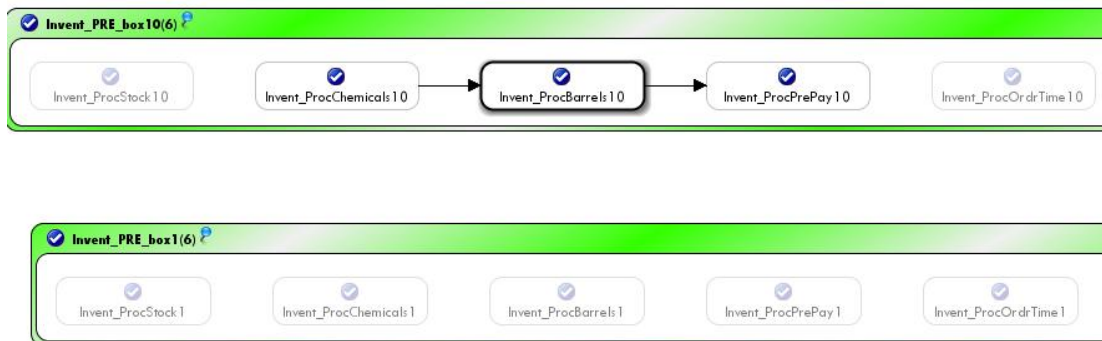 Invent_PRE_box10(6)
Invent_ProcStock10
Invent_ProcChemicals10
Invent_ProcBarrels10
Invent_ProcPrePay10
Invent_ProcOrdrTime10
Invent_PRE_box1(6)
Invent_ProcStock1
Invent_ProcChemicals1
Invent_ProcBarrels1
Invent_ProcPrePay1
Invent_ProcOrdrTime1